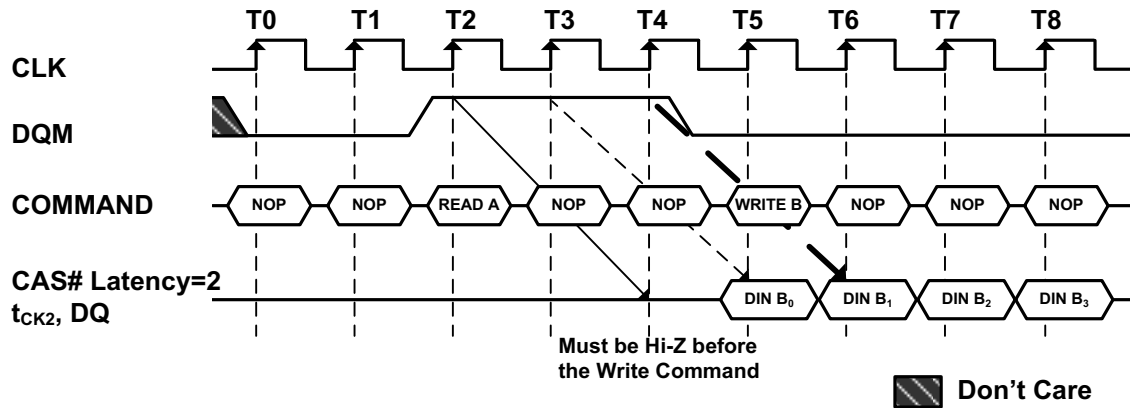 T0 T1 T2 T3 T4 T5 T6 T7 T8
CLK
DQM
COMMAND NOP NOP READ A NOP NOP WRITE B NOP NOP NOP
CAS# Latency=2
tCK2, DQ DIN B0 DIN B1 DIN B2 DIN B3
Must be Hi-Z before
the Write Command
Don't Care